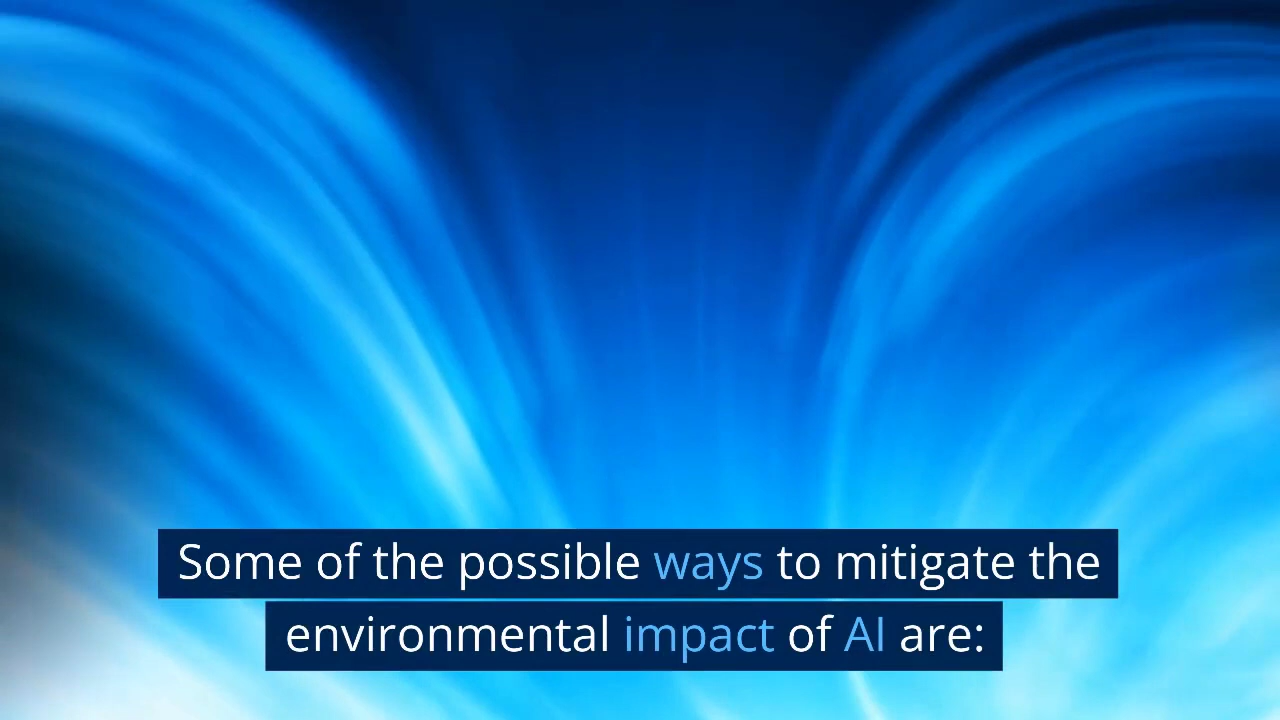 Some of the possible ways to mitigate the
environmental impact of AI are: